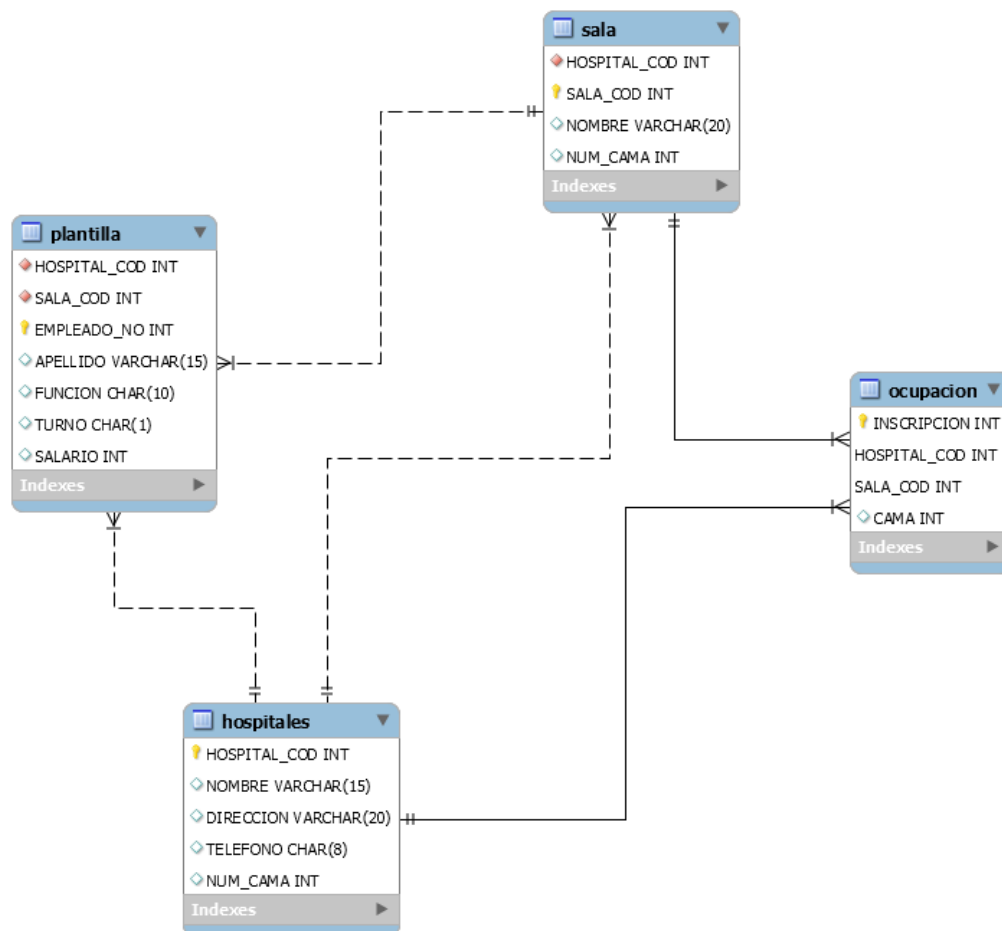 sala
HOSPITAL_COD INT
SALA_COD INT
NOMBRE VARCHAR(20)
NUM_CAMA INT
Indexes
plantilla
HOSPITAL_COD INT
SALA_COD INT
EMPLEADO_NO INT
APELLIDO VARCHAR(15)
FUNCION CHAR(10)
TURNO CHAR(1)
SALARIO INT
Indexes
ocupacion
INSCRIPCION INT
HOSPITAL_COD INT
SALA_COD INT
CAMA INT
Indexes
hospitales
HOSPITAL_COD INT
NOMBRE VARCHAR(15)
DIRECCION VARCHAR(20)
TELEFONO CHAR(8)
NUM_CAMA INT
Indexes